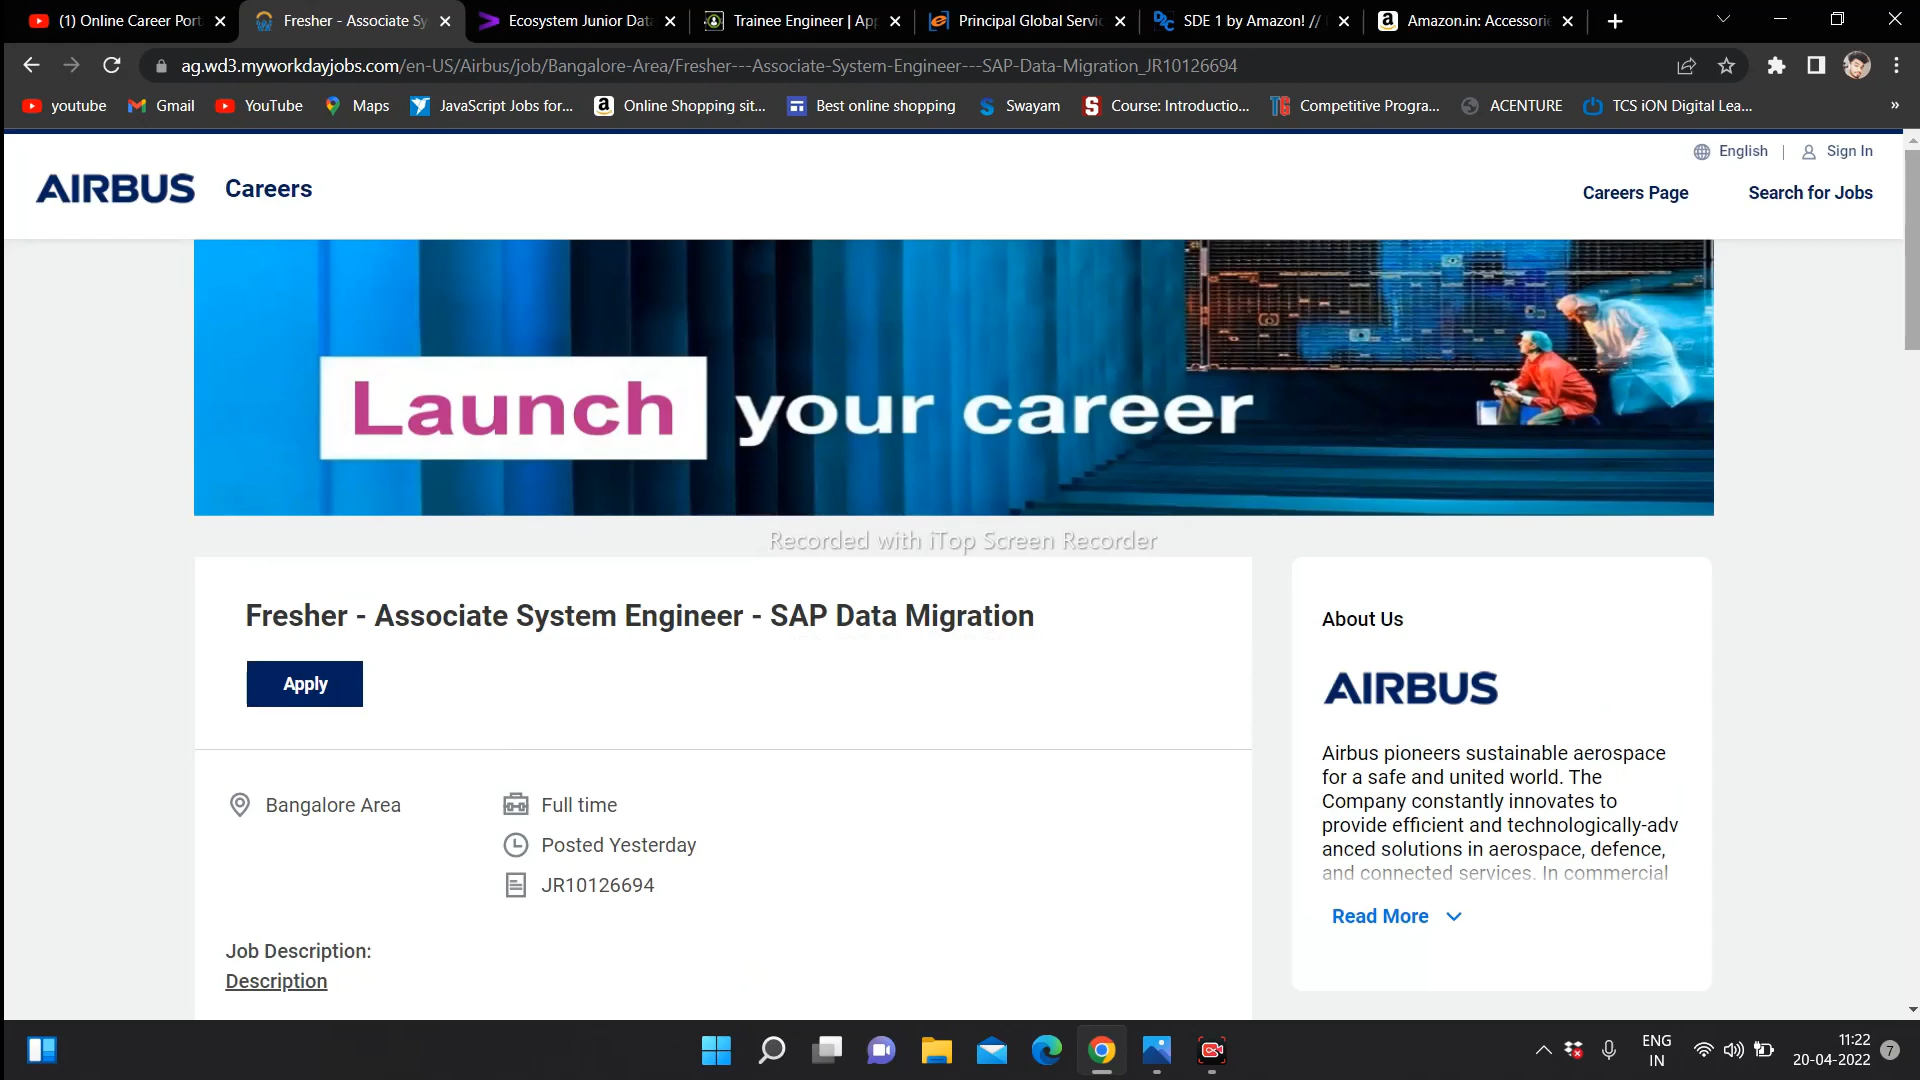 (1) Online Career Port
Fresher - Associate Sy
Ecosystem Junior Data
Trainee Engineer | App
Principal Global Servic
SDE 1 by Amazon! //
Amazon.in: Accessorie
ag.wd3.myworkdayjobs.com/en-US/Airbus/job/Bangalore-Area/Fresher---Associate-System-Engineer---SAP-Data-Migration_JR10126694
youtube
Gmail
YouTube
Maps
JavaScript Jobs for...
Online Shopping sit...
Best online shopping
Swayam
Course: Introductio...
Competitive Progra...
ACENTURE
TCS iON Digital Lea...
»
English | Sign In
AIRBUS Careers
Careers Page
Search for Jobs
Launch your career
Recorded with iTop Screen Recorder
Fresher - Associate System Engineer - SAP Data Migration
Apply
Bangalore Area
Full time
Posted Yesterday
JR10126694
Job Description:
Description
About Us
AIRBUS
Airbus pioneers sustainable aerospace
for a safe and united world. The
Company constantly innovates to
provide efficient and technologically-adv
anced solutions in aerospace, defence,
and connected services. In commercial
Read More
ENG
IN
11:22
20-04-2022
7